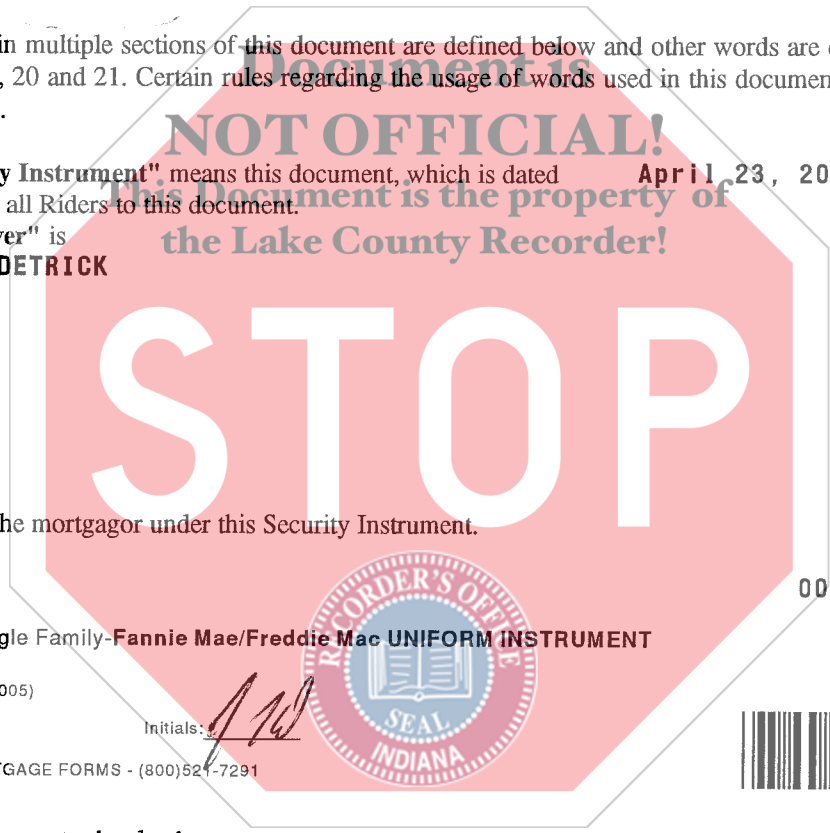 in multiple sections of this document are defined below and other words are
, 20 and 21. Certain rules regarding the usage of words used in this documen
.
Document is
NOT OFFICIAL!
This Document is the property of
the Lake County Recorder!
y Instrument" means this document, which is dated April 23, 20
all Riders to this document.
er" is
DETRICK
STOP
he mortgagor under this Security Instrument.
00
gle Family-Fannie Mae/Freddie Mac UNIFORM INSTRUMENT
005)
Initials:
TGAGE FORMS - (800)521-7291
RECORDER'S OFFICE
SEAL
INDIANA